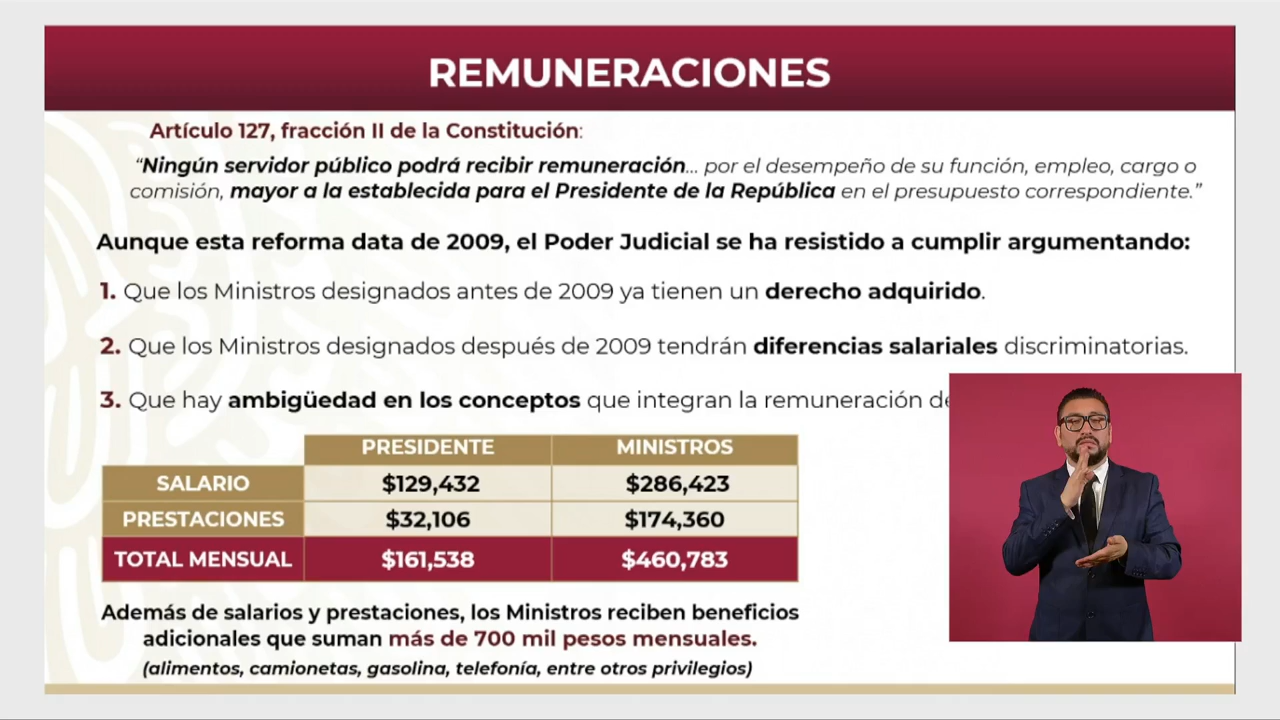 REMUNERACIONES
Artículo 127, fracción II de la Constitución:
“Ningún servidor público podrá recibir remuneración... por el desempeño de su función, empleo, cargo o
comisión, mayor a la establecida para el Presidente de la República en el presupuesto correspondiente.”
Aunque esta reforma data de 2009, el Poder Judicial se ha resistido a cumplir argumentando:
1. Que los Ministros designados antes de 2009 ya tienen un derecho adquirido.
2. Que los Ministros designados después de 2009 tendrán diferencias salariales discriminatorias.
3. Que hay ambigüedad en los conceptos que integran la remuneración
PRESIDENTE MINISTROS
SALARIO $129,432 $286,423
PRESTACIONES $32,106 $174,360
TOTAL MENSUAL $161,538 $460,783
Además de salarios y prestaciones, los Ministros reciben beneficios
adicionales que suman más de 700 mil pesos mensuales.
(alimentos, camionetas, gasolina, telefonía, entre otros privilegios)